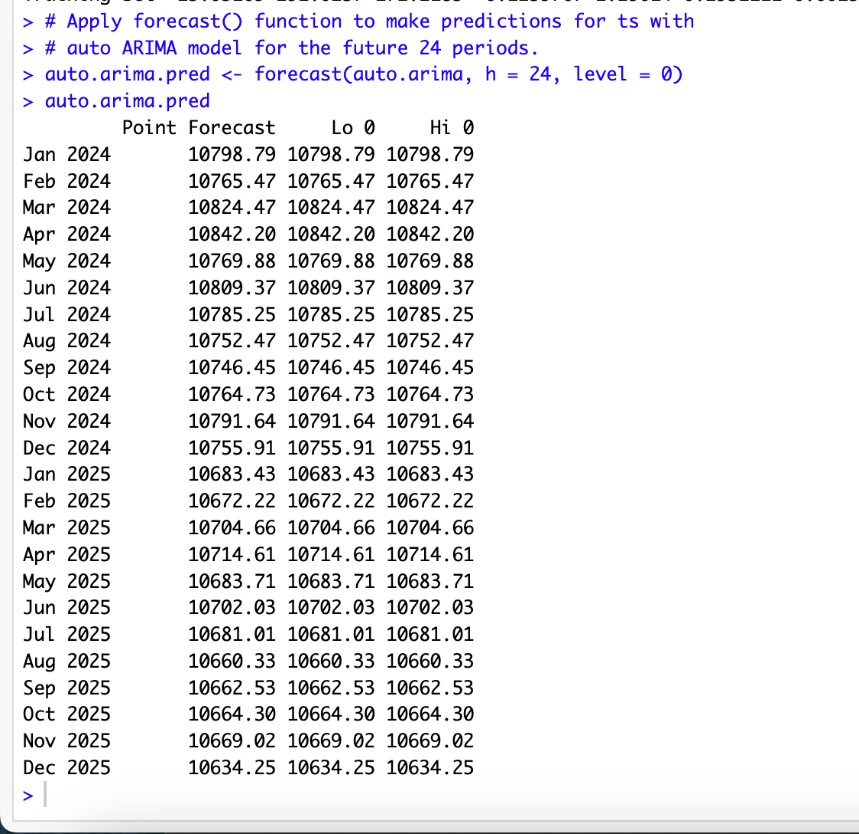 > # Apply forecast() function to make predictions for ts with
> # auto ARIMA model for the future 24 periods.
> auto.arima.pred <- forecast(auto.arima, h = 24, level = 0)
> auto.arima.pred
         Point Forecast     Lo 0     Hi 0
Jan 2024       10798.79 10798.79 10798.79
Feb 2024       10765.47 10765.47 10765.47
Mar 2024       10824.47 10824.47 10824.47
Apr 2024       10842.20 10842.20 10842.20
May 2024       10769.88 10769.88 10769.88
Jun 2024       10809.37 10809.37 10809.37
Jul 2024       10785.25 10785.25 10785.25
Aug 2024       10752.47 10752.47 10752.47
Sep 2024       10746.45 10746.45 10746.45
Oct 2024       10764.73 10764.73 10764.73
Nov 2024       10791.64 10791.64 10791.64
Dec 2024       10755.91 10755.91 10755.91
Jan 2025       10683.43 10683.43 10683.43
Feb 2025       10672.22 10672.22 10672.22
Mar 2025       10704.66 10704.66 10704.66
Apr 2025       10714.61 10714.61 10714.61
May 2025       10683.71 10683.71 10683.71
Jun 2025       10702.03 10702.03 10702.03
Jul 2025       10681.01 10681.01 10681.01
Aug 2025       10660.33 10660.33 10660.33
Sep 2025       10662.53 10662.53 10662.53
Oct 2025       10664.30 10664.30 10664.30
Nov 2025       10669.02 10669.02 10669.02
Dec 2025       10634.25 10634.25 10634.25
>